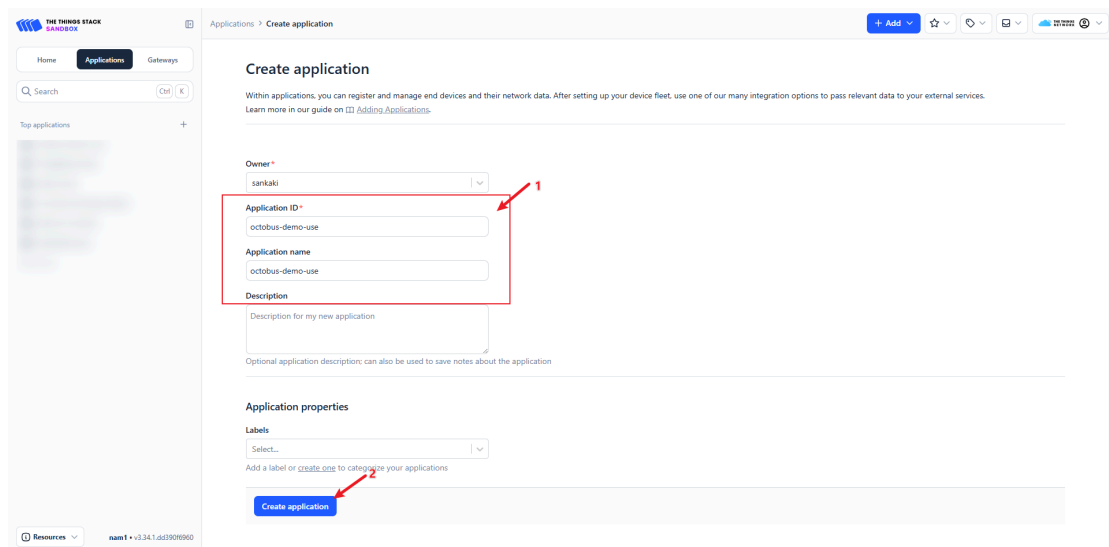 THE THINGS STACK
SANDBOX
Applications > Create application
+ Add
THE THINGS
NETWORK
Home
Applications
Gateways
Search
Ctrl K
Top applications +
Create application
Within applications, you can register and manage end devices and their network data. After setting up your device fleet, use one of our many integration options to pass relevant data to your external services.
Learn more in our guide on Adding Applications.
Owner*
sankaki
1
Application ID*
octobus-demo-use
Application name
octobus-demo-use
Description
Description for my new application
Optional application description; can also be used to save notes about the application
Application properties
Labels
Select...
Add a label or create one to categorize your applications
2
Create application
Resources
nam1 • v3.34.1.dd390f6960